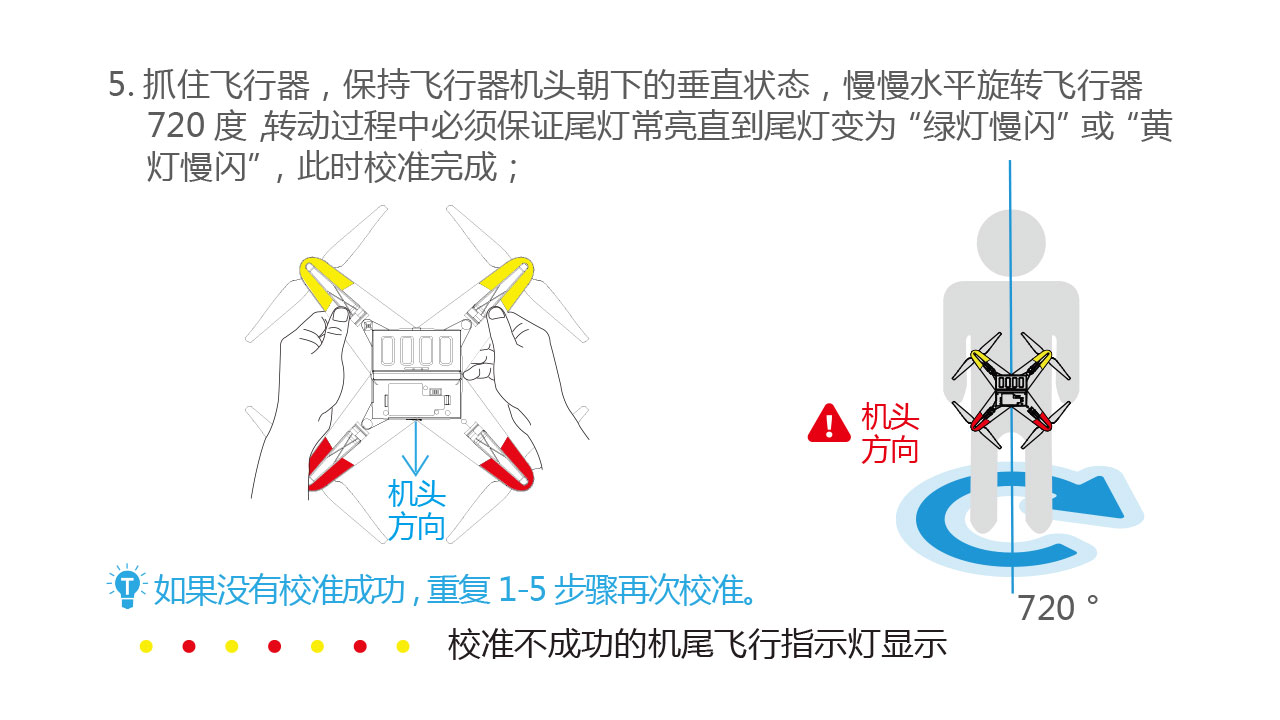 5. 抓住飞行器，保持飞行器机头朝下的垂直状态，慢慢水平旋转飞行器
720 度，转动过程中必须保证尾灯常亮直到尾灯变为“绿灯慢闪”或“黄
灯慢闪”，此时校准完成；
机头
方向
机头
方向
720 °
T
如果没有校准成功，重复 1-5 步骤再次校准。
校准不成功的机尾飞行指示灯显示